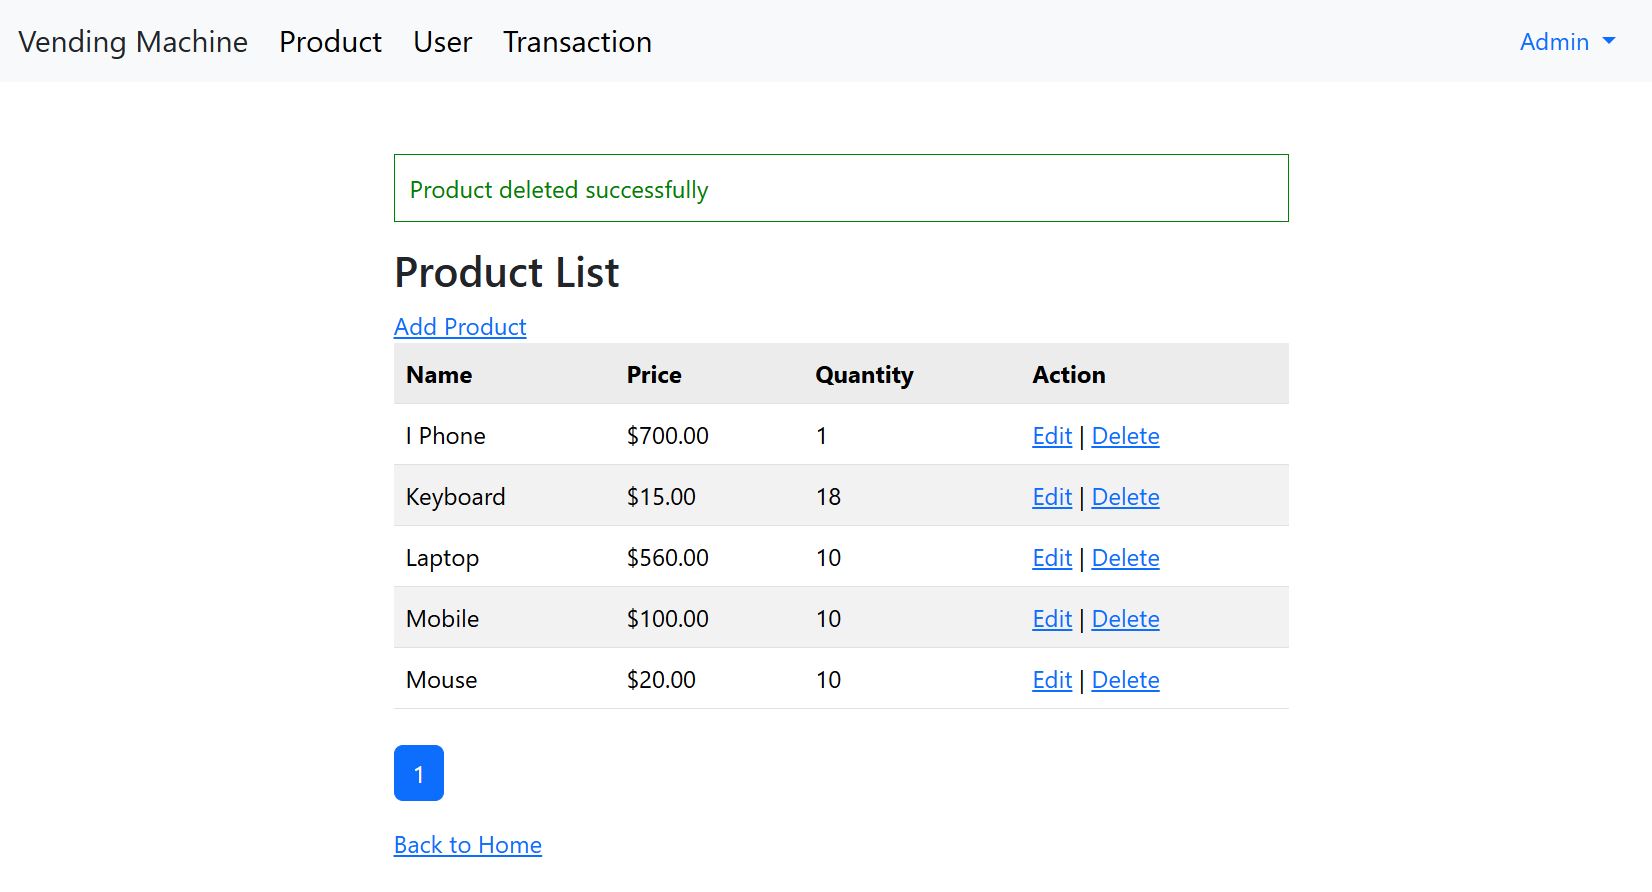 Vending Machine Product User Transaction Admin
Product deleted successfully
Product List
Add Product
Name Price Quantity Action
I Phone $700.00 1 Edit | Delete
Keyboard $15.00 18 Edit | Delete
Laptop $560.00 10 Edit | Delete
Mobile $100.00 10 Edit | Delete
Mouse $20.00 10 Edit | Delete
1
Back to Home